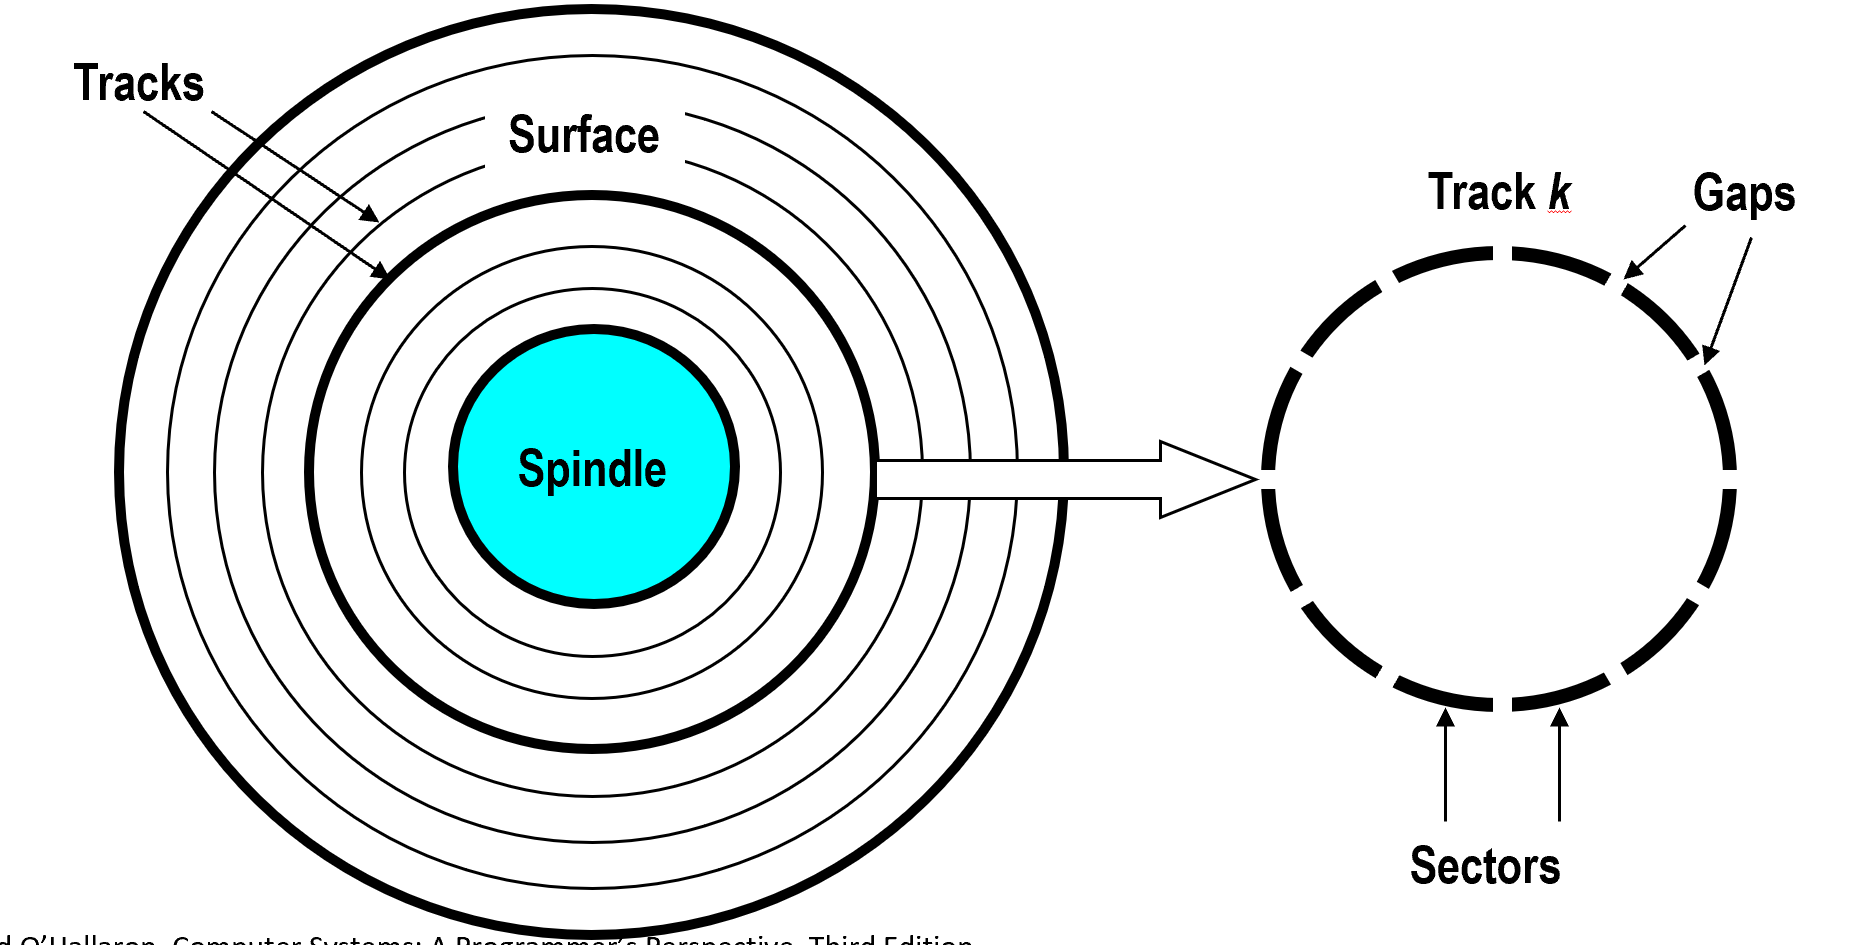 Tracks
Surface
Track k
Gaps
Spindle
Sectors
O'Hallaron, Computer Systems: A Programmer's Perspective, Third Edition